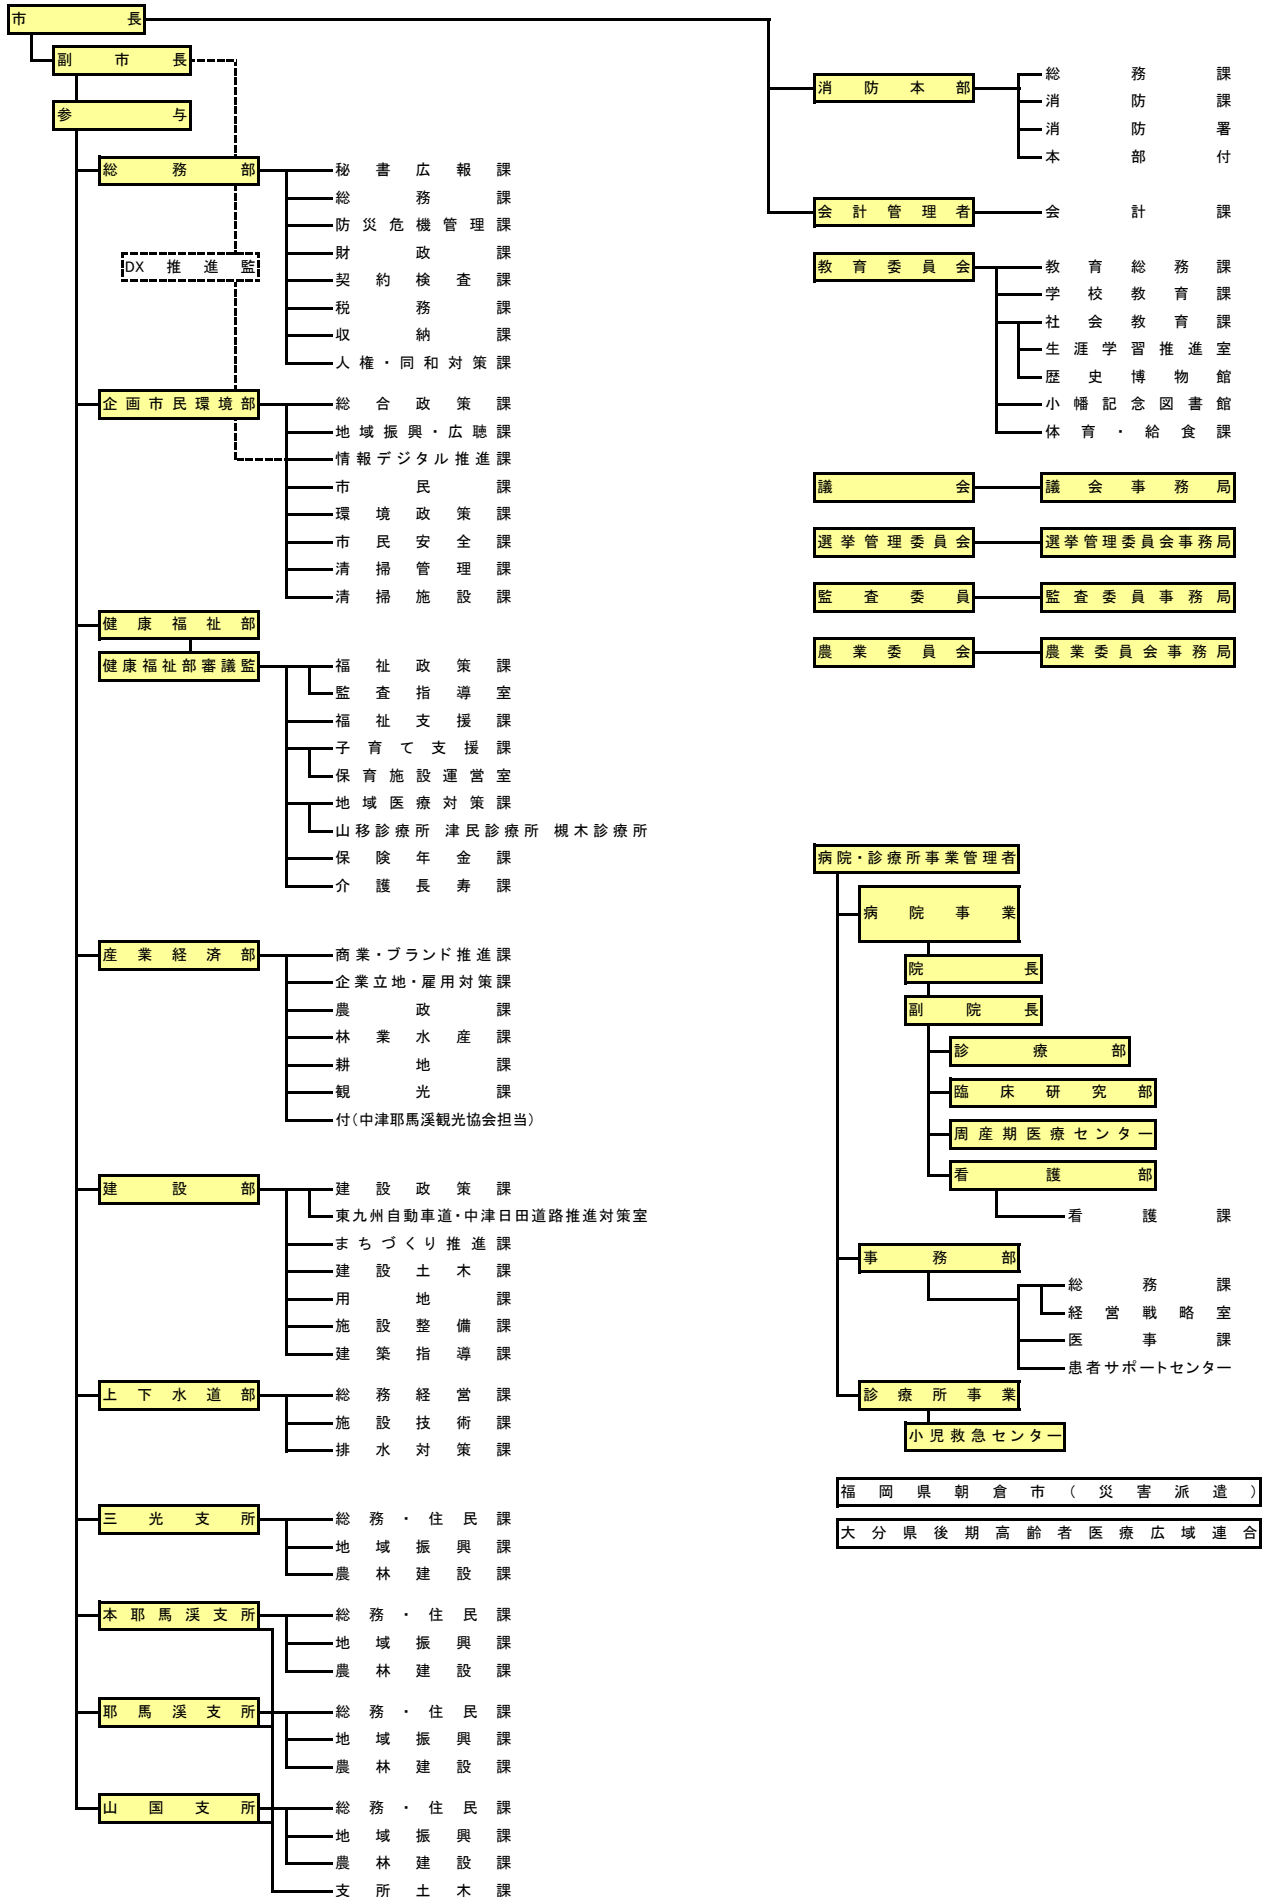 市長
副市長
参与
総務部
秘書広報課
総務課
防災危機管理課
財政課
DX推進監
契約検査課
税務課
収納課
人権・同和対策課
企画市民環境部
総合政策課
地域振興・広聴課
情報デジタル推進課
市民課
環境政策課
市民安全課
清掃管理課
清掃施設課
健康福祉部
健康福祉部審議監
福祉政策課
監査指導室
福祉支援課
子育て支援課
保育施設運営室
地域医療対策課
山移診療所 津民診療所 槻木診療所
保険年金課
介護長寿課
産業経済部
商業・ブランド推進課
企業立地・雇用対策課
農政課
林業水産課
耕地課
観光課
付(中津耶馬溪観光協会担当)
建設部
建設政策課
東九州自動車道・中津日田道路推進対策室
まちづくり推進課
建設土木課
用地課
施設整備課
建築指導課
上下水道部
総務経営課
施設技術課
排水対策課
三光支所
総務・住民課
地域振興課
農林建設課
本耶馬溪支所
総務・住民課
地域振興課
農林建設課
耶馬溪支所
総務・住民課
地域振興課
農林建設課
山国支所
総務・住民課
地域振興課
農林建設課
支所土木課
消防本部
総務課
消防課
消防署
本部付
会計管理者
会計課
教育委員会
教育総務課
学校教育課
社会教育課
生涯学習推進室
歴史博物館
小幡記念図書館
体育・給食課
議会
議会事務局
選挙管理委員会
選挙管理委員会事務局
監査委員
監査委員事務局
農業委員会
農業委員会事務局
病院・診療所事業管理者
病院事業
院長
副院長
診療部
臨床研究部
周産期医療センター
看護部
看護課
事務部
総務課
経営戦略室
医事課
患者サポートセンター
診療所事業
小児救急センター
福岡県朝倉市(災害派遣)
大分県後期高齢者医療広域連合